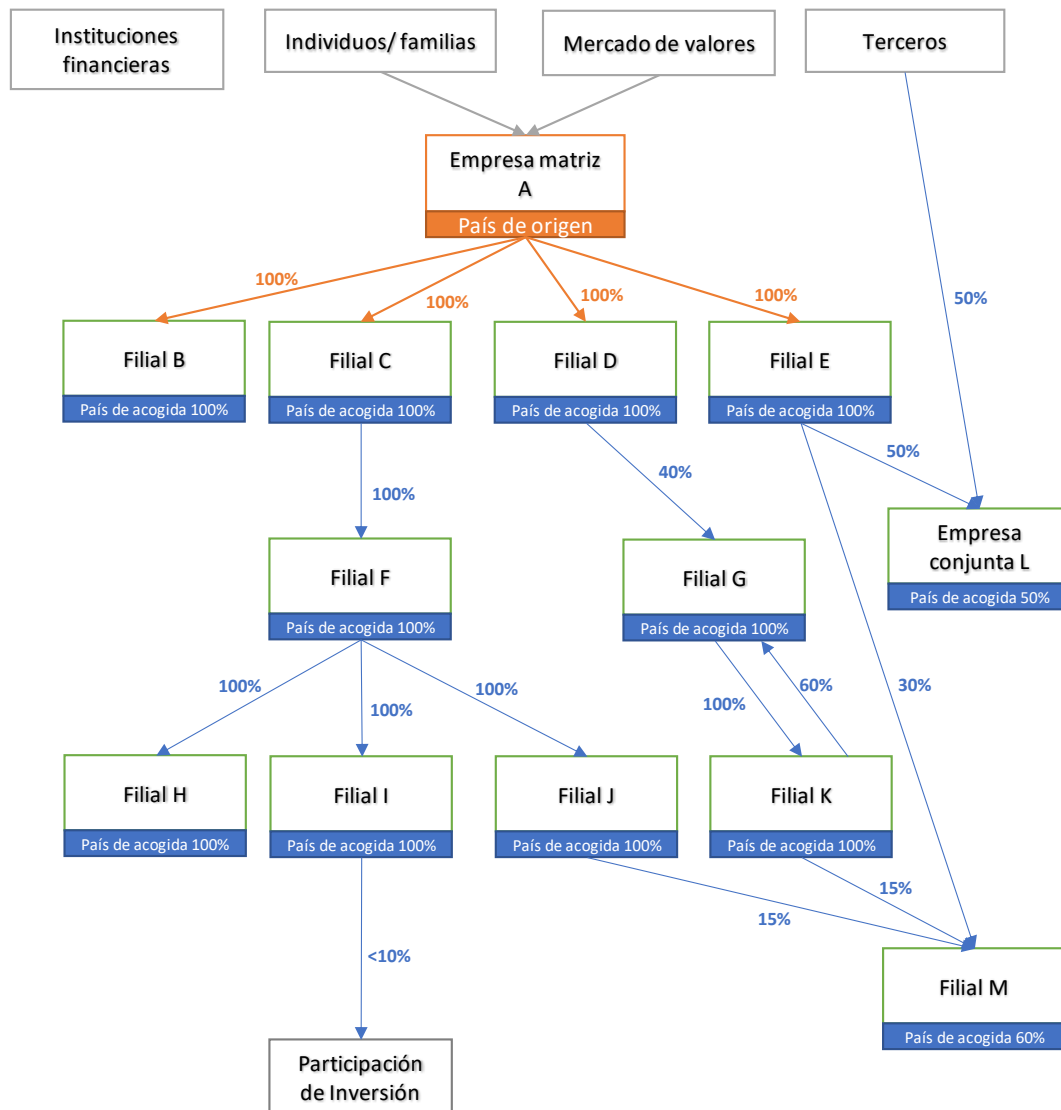 Instituciones
financieras
Individuos/ familias
Mercado de valores
Terceros
Empresa matriz
A
País de origen
100%
100%
100%
100%
50%
Filial B
País de acogida 100%
Filial C
País de acogida 100%
Filial D
País de acogida 100%
Filial E
País de acogida 100%
100%
40%
50%
Empresa
conjunta L
País de acogida 50%
Filial F
País de acogida 100%
Filial G
País de acogida 100%
100%
100%
100%
100%
60%
30%
Filial H
País de acogida 100%
Filial I
País de acogida 100%
Filial J
País de acogida 100%
Filial K
País de acogida 100%
<10%
15%
15%
Filial M
País de acogida 60%
Participación
de Inversión